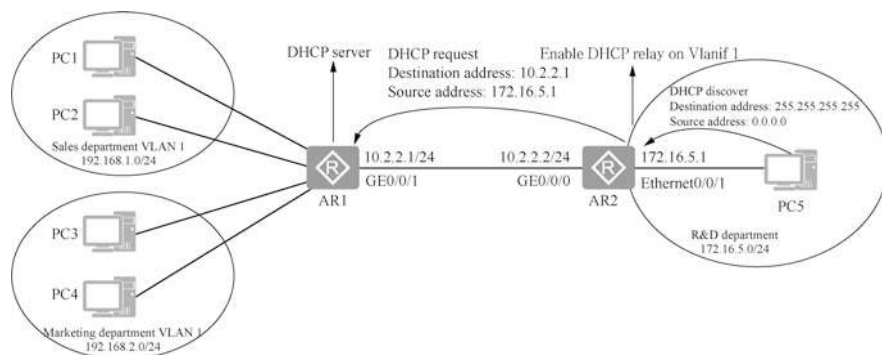 DHCP server
DHCP request
Destination address: 10.2.2.1
Source address: 172.16.5.1
Enable DHCP relay on Vlanif 1
DHCP discover
Destination address: 255.255.255.255
Source address: 0.0.0.0
PC1
PC2
Sales department VLAN 1
192.168.1.0/24
R
10.2.2.1/24
GE0/0/1
AR1
10.2.2.2/24
GE0/0/0
R
AR2
172.16.5.1
Ethernet0/0/1
PC5
R&D department
172.16.5.0/24
PC3
PC4
Marketing department VLAN 1
192.168.2.0/24